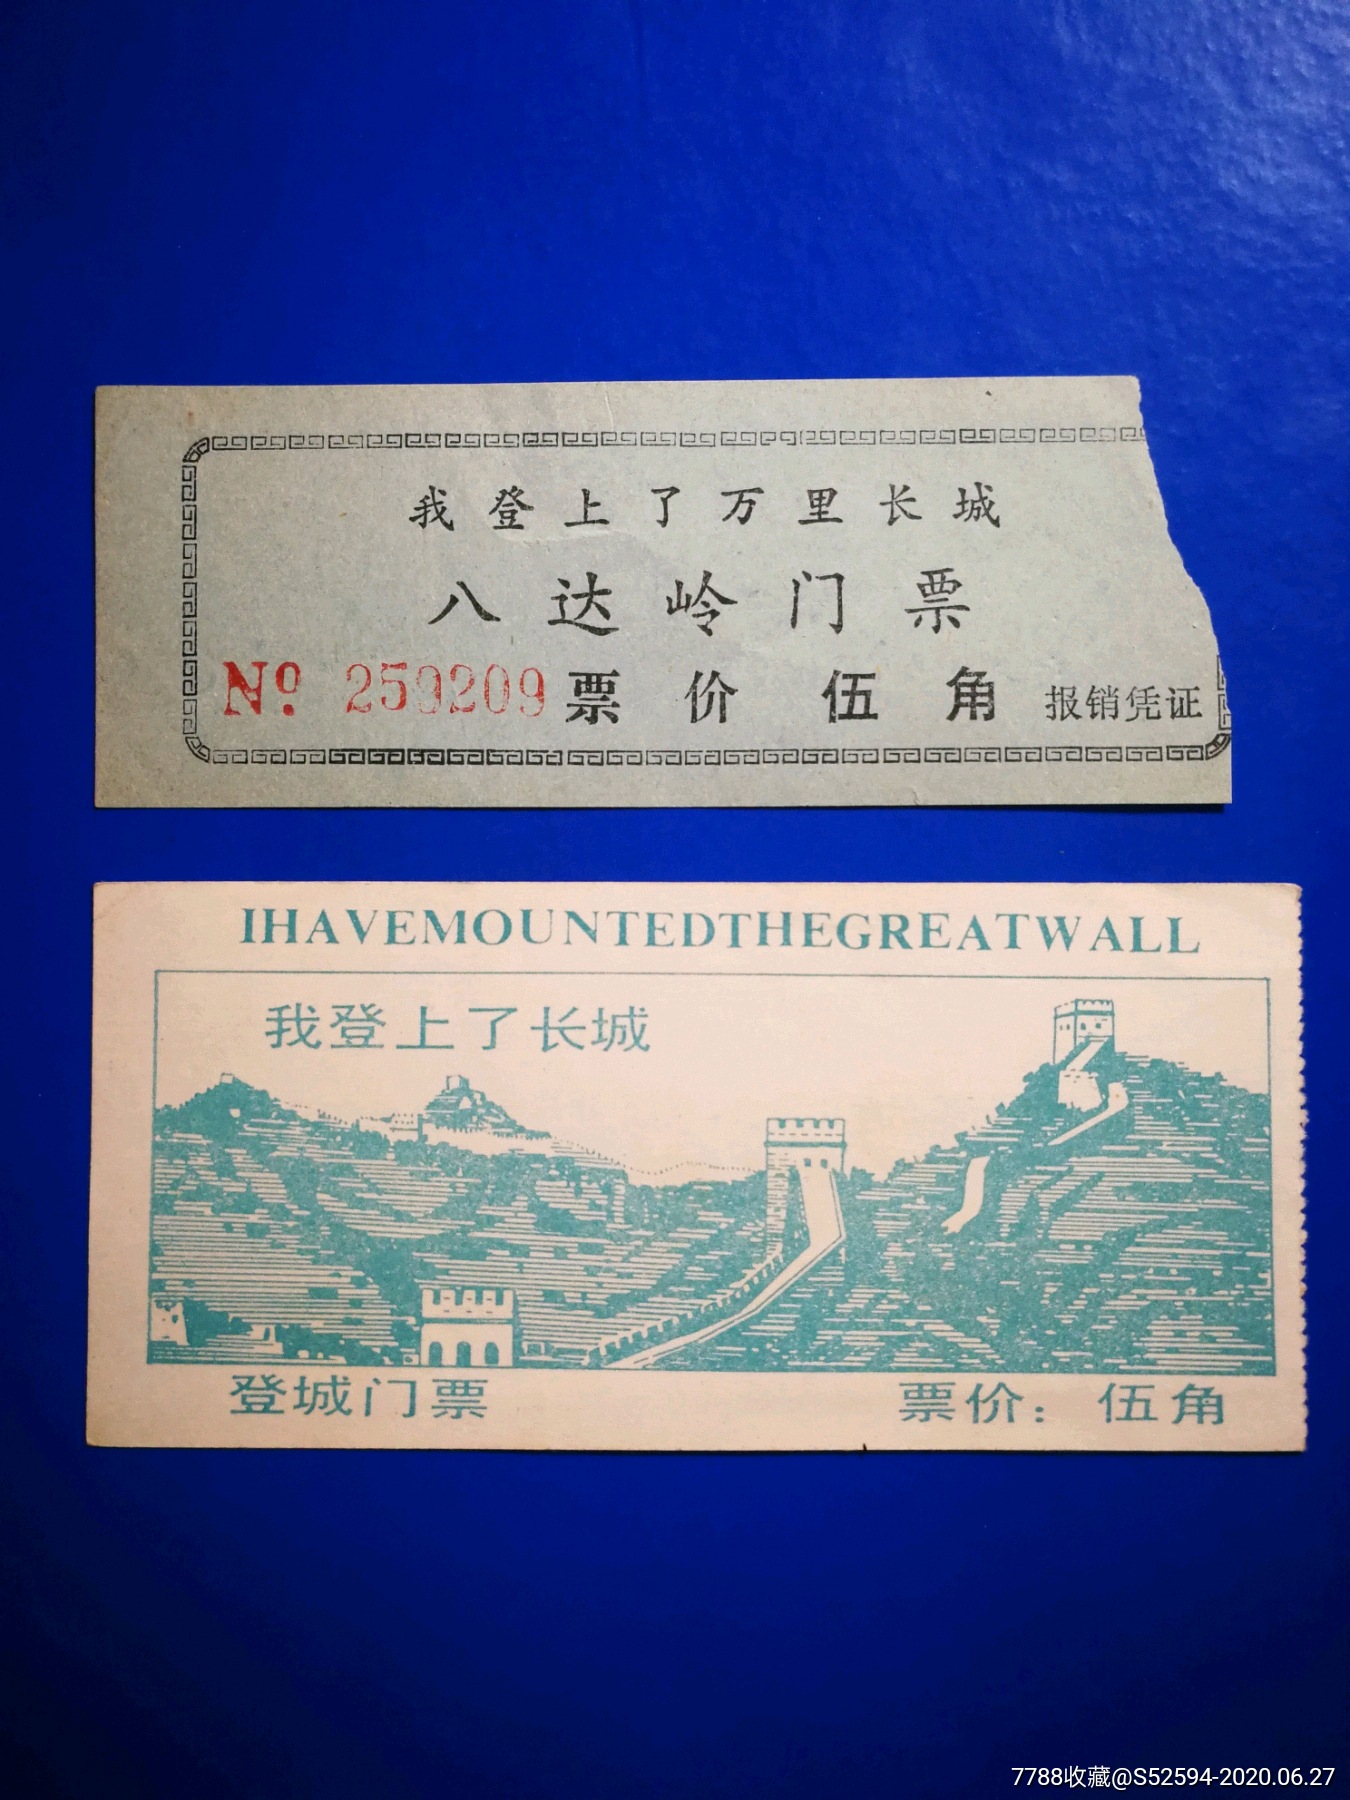 我登上了万里长城
八达岭门票
Nº 259209 票价 伍角 报销凭证
IHAVEMOUNTEDTHEGREATWALL
我登上了长城
登城门票 票价：伍角
7788收藏@S52594-2020.06.27